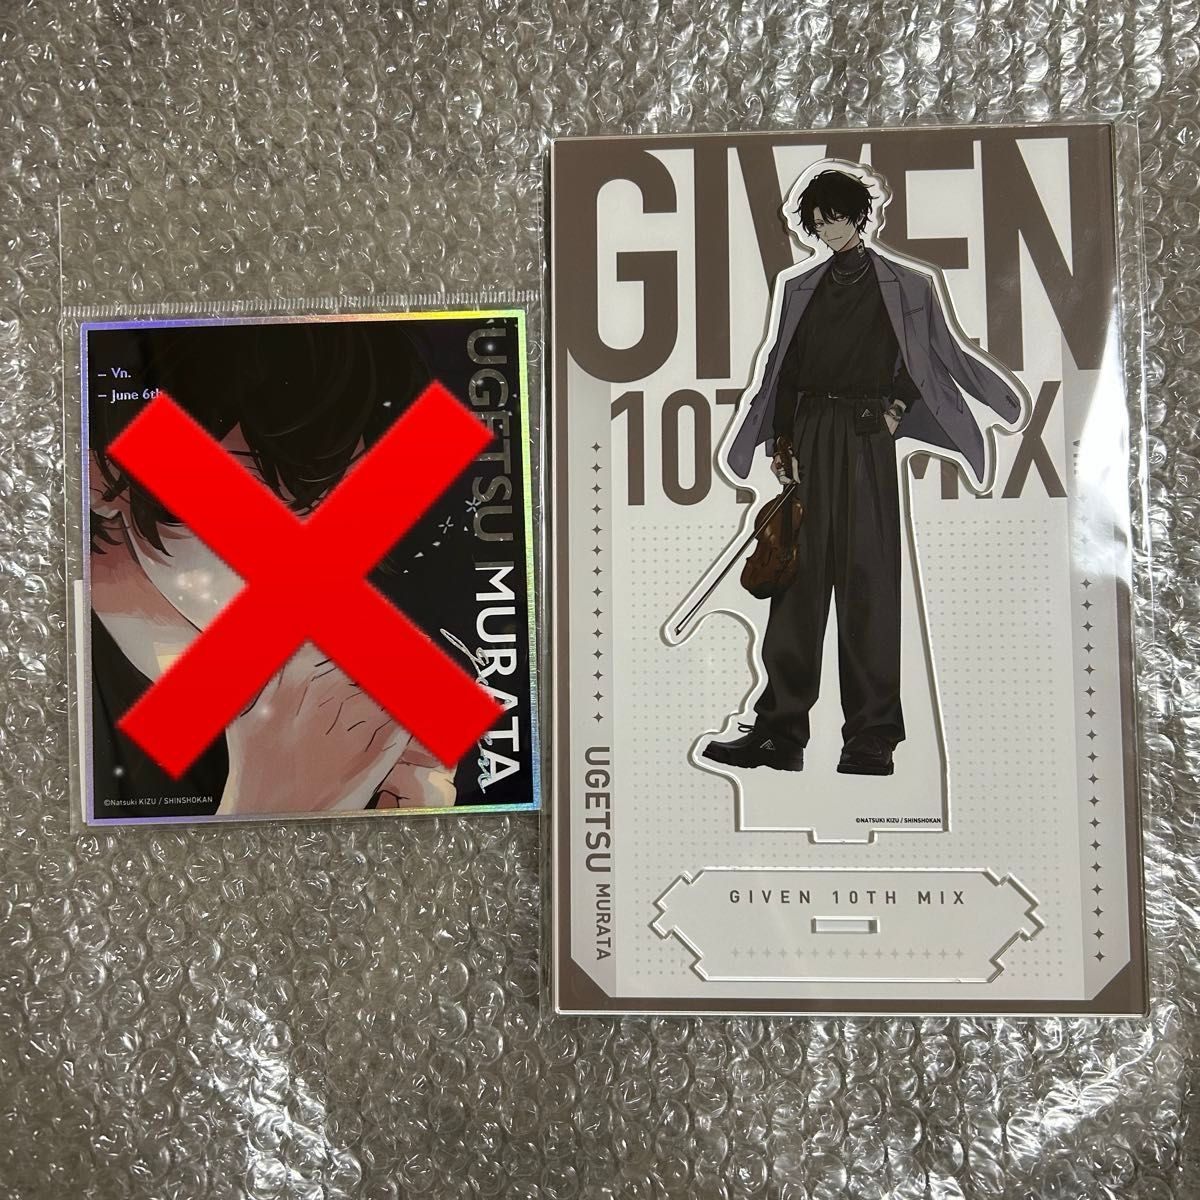 – Vn.
– June 6th
UGETSU MURATA
given
©Natsuki KIZU / SHINSHOKAN
GIVEN
10TH MIX
UGETSU MURATA
©NATSUKI KIZU / SHINSHOKAN
GIVEN 10TH MIX